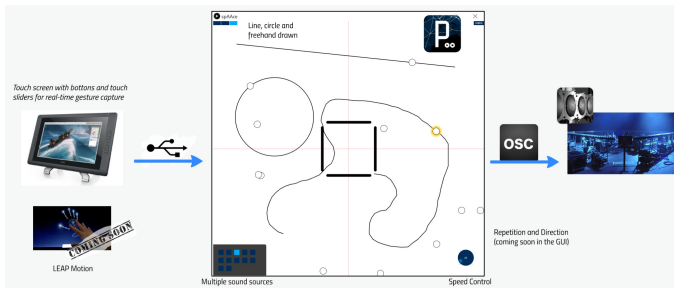 spAAce
Line, circle and
freehand drawn
P
Touch screen with bottons and touch
sliders for real-time gesture capture
OSC
COMING SOON
LEAP Motion
Repetition and Direction
(coming soon in the GUI)
Multiple sound sources
Speed Control